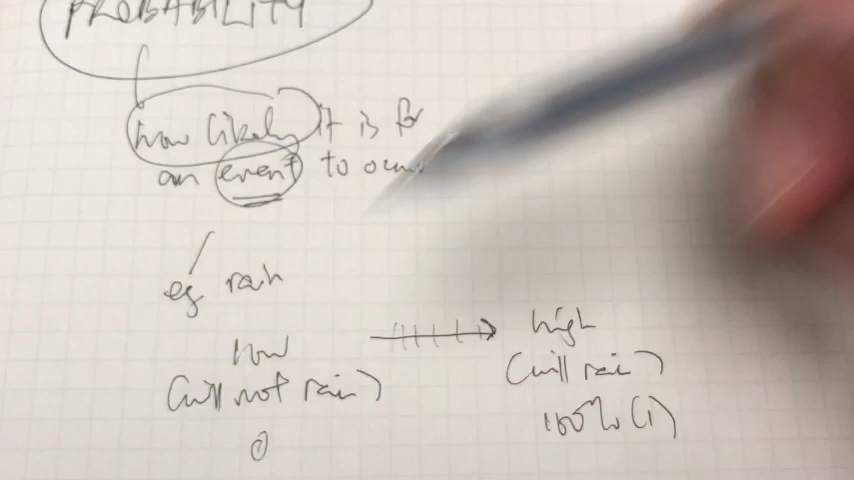 PROBABILITY
how likely it is for
an event to occur
eg rain
low
high
(will not rain)
(will rain)
0
100% (1)